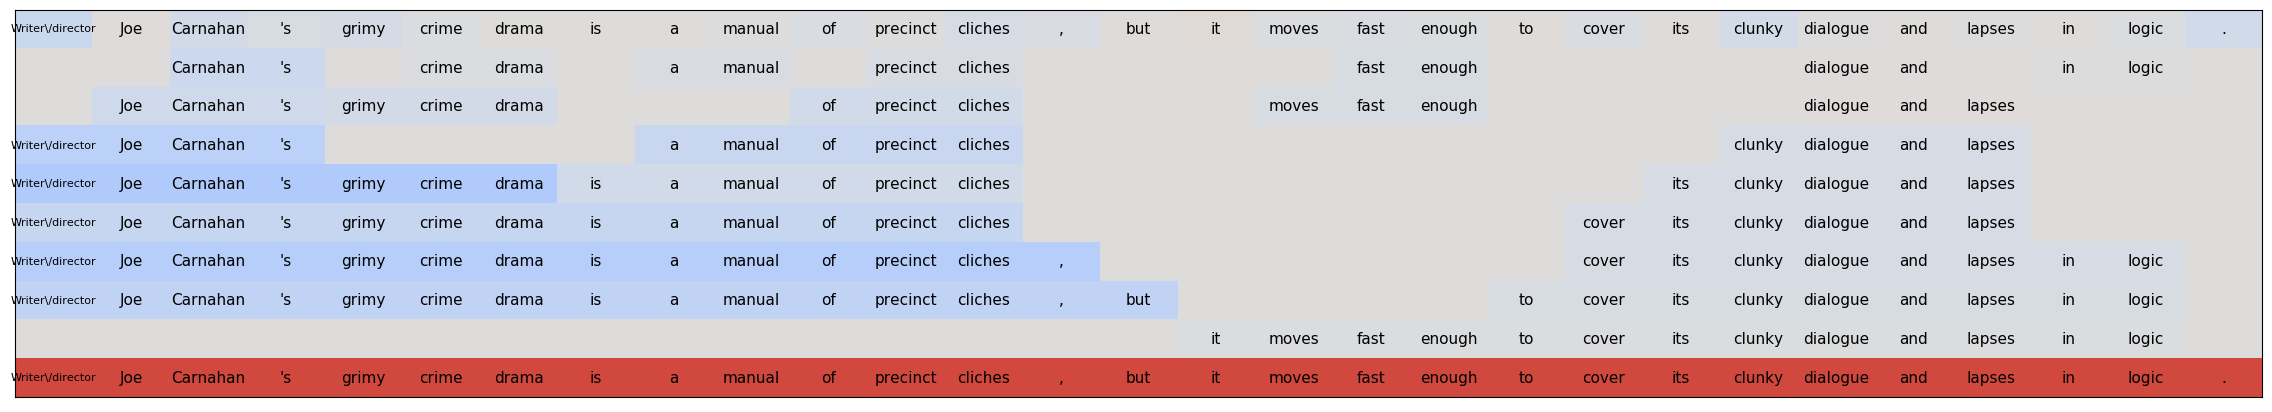 Writer\/director Joe Carnahan 's grimy crime drama is a manual of precinct cliches , but it moves fast enough to cover its clunky dialogue and lapses in logic .
Carnahan 's crime drama a manual precinct cliches fast enough dialogue and in logic
Joe Carnahan 's grimy crime drama of precinct cliches moves fast enough dialogue and lapses
Writer\/director Joe Carnahan 's a manual of precinct cliches clunky dialogue and lapses
Writer\/director Joe Carnahan 's grimy crime drama is a manual of precinct cliches its clunky dialogue and lapses
Writer\/director Joe Carnahan 's grimy crime drama is a manual of precinct cliches cover its clunky dialogue and lapses
Writer\/director Joe Carnahan 's grimy crime drama is a manual of precinct cliches , cover its clunky dialogue and lapses in logic
Writer\/director Joe Carnahan 's grimy crime drama is a manual of precinct cliches , but to cover its clunky dialogue and lapses in logic
it moves fast enough to cover its clunky dialogue and lapses in logic
Writer\/director Joe Carnahan 's grimy crime drama is a manual of precinct cliches , but it moves fast enough to cover its clunky dialogue and lapses in logic .